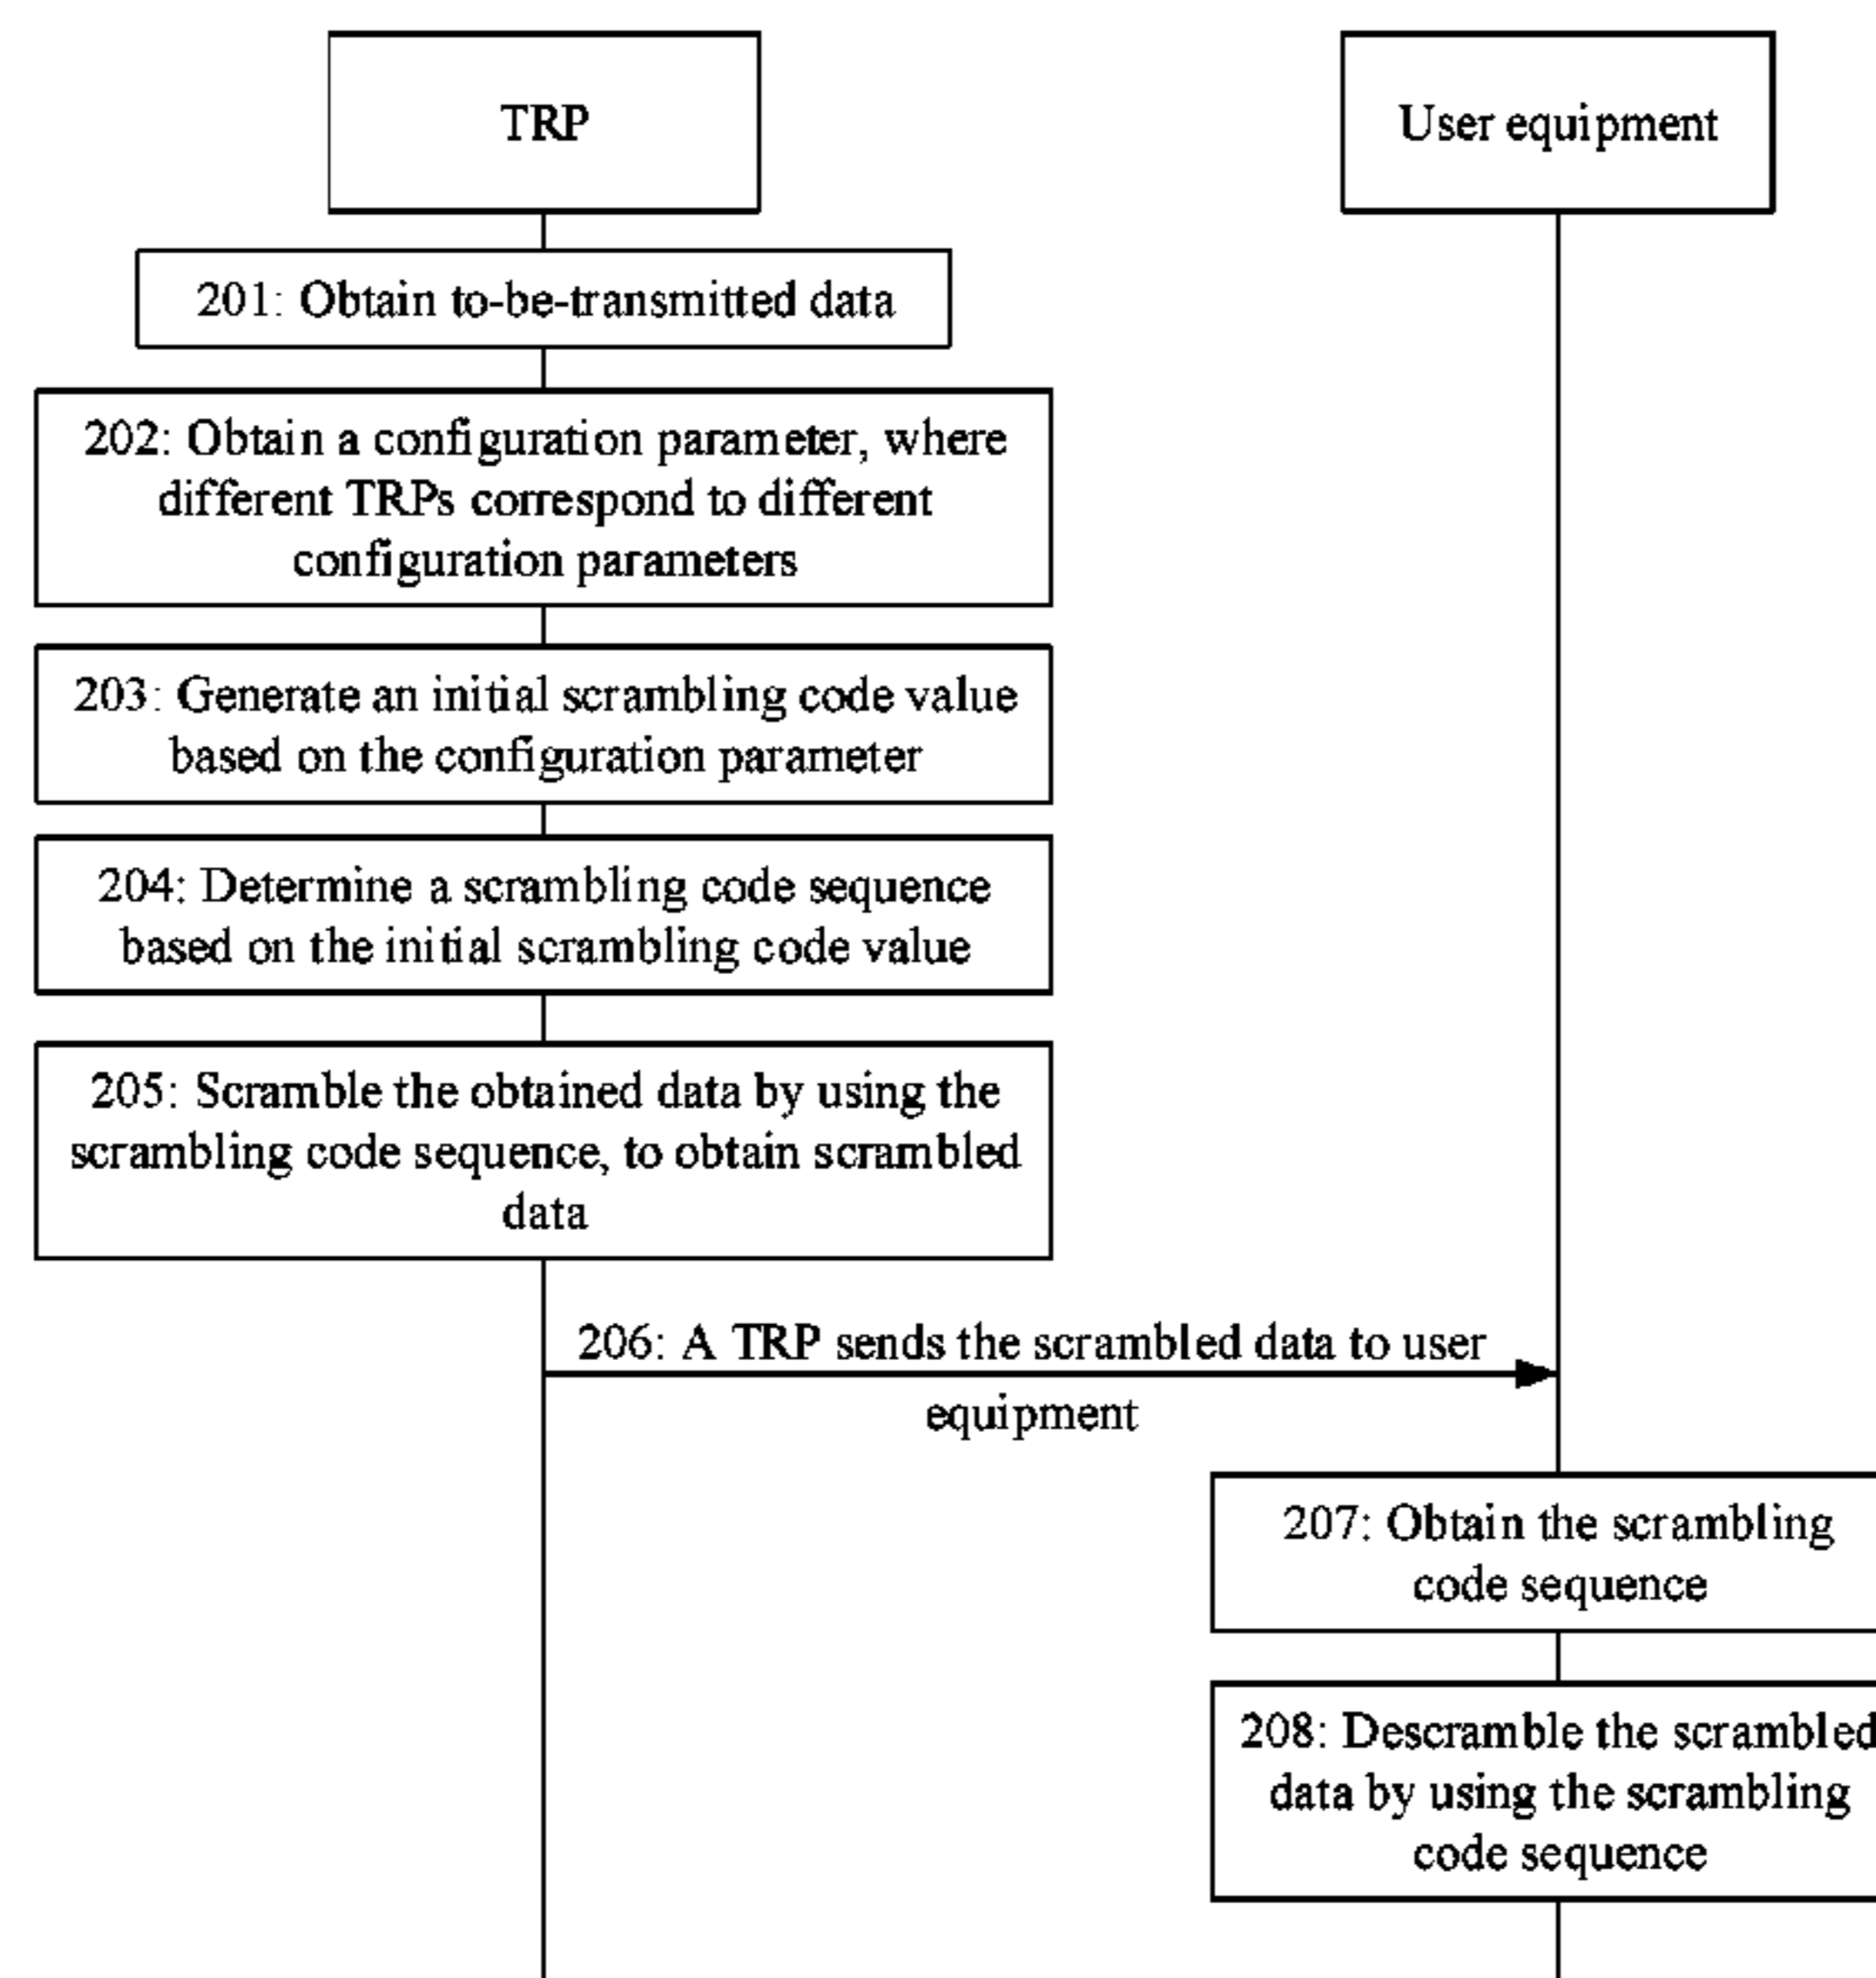 TRP
User equipment
201: Obtain to-be-transmitted data
202: Obtain a configuration parameter, where
different TRPs correspond to different
configuration parameters
203: Generate an initial scrambling code value
based on the configuration parameter
204: Determine a scrambling code sequence
based on the initial scrambling code value
205: Scramble the obtained data by using the
scrambling code sequence, to obtain scrambled
data
206: A TRP sends the scrambled data to user
equipment
207: Obtain the scrambling
code sequence
208: Descramble the scrambled
data by using the scrambling
code sequence